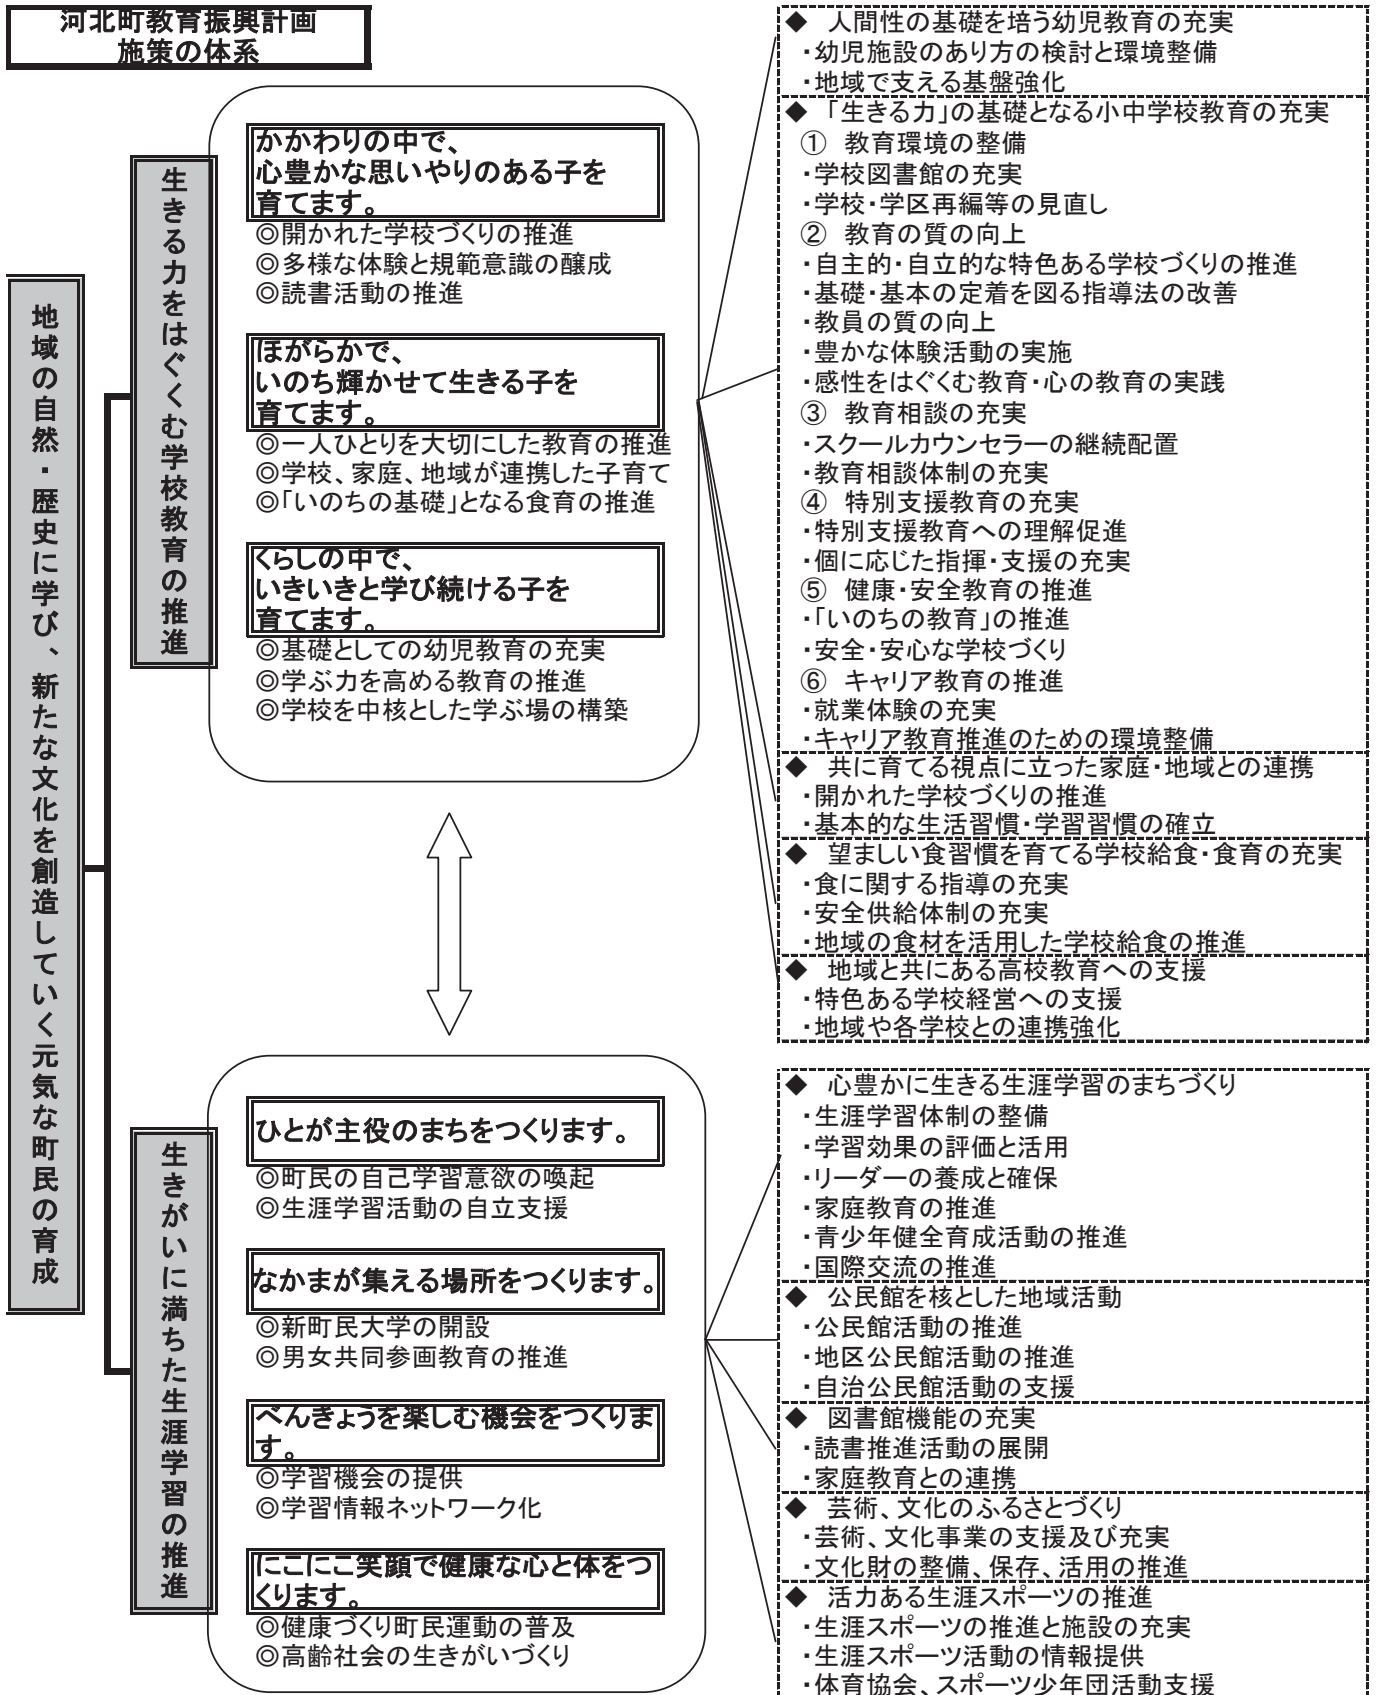 河北町教育振興計画
施策の体系
地域の自然・歴史に学び、新たな文化を創造していく元気な町民の育成
生きる力をはぐくむ学校教育の推進
かかわりの中で、
心豊かな思いやりのある子を
育てます。
◎開かれた学校づくりの推進
◎多様な体験と規範意識の醸成
◎読書活動の推進
ほがらかで、
いのち輝かせて生きる子を
育てます。
◎一人ひとりを大切にした教育の推進
◎学校、家庭、地域が連携した子育て
◎「いのちの基礎」となる食育の推進
くらしの中で、
いきいきと学び続ける子を
育てます。
◎基礎としての幼児教育の充実
◎学ぶ力を高める教育の推進
◎学校を中核とした学ぶ場の構築
◆ 人間性の基礎を培う幼児教育の充実
・幼児施設のあり方の検討と環境整備
・地域で支える基盤強化
◆ 「生きる力」の基礎となる小中学校教育の充実
① 教育環境の整備
・学校図書館の充実
・学校・学区再編等の見直し
② 教育の質の向上
・自主的・自立的な特色ある学校づくりの推進
・基礎・基本の定着を図る指導法の改善
・教員の質の向上
・豊かな体験活動の実施
・感性をはぐくむ教育・心の教育の実践
③ 教育相談の充実
・スクールカウンセラーの継続配置
・教育相談体制の充実
④ 特別支援教育の充実
・特別支援教育への理解促進
・個に応じた指揮・支援の充実
⑤ 健康・安全教育の推進
・「いのちの教育」の推進
・安全・安心な学校づくり
⑥ キャリア教育の推進
・就業体験の充実
・キャリア教育推進のための環境整備
◆ 共に育てる視点に立った家庭・地域との連携
・開かれた学校づくりの推進
・基本的な生活習慣・学習習慣の確立
◆ 望ましい食習慣を育てる学校給食・食育の充実
・食に関する指導の充実
・安全供給体制の充実
・地域の食材を活用した学校給食の推進
◆ 地域と共にある高校教育への支援
・特色ある学校経営への支援
・地域や各学校との連携強化
生きがいに満ちた生涯学習の推進
ひとが主役のまちをつくります。
◎町民の自己学習意欲の喚起
◎生涯学習活動の自立支援
なかまが集える場所をつくります。
◎新町民大学の開設
◎男女共同参画教育の推進
べんきょうを楽しむ機会をつくりま
す。
◎学習機会の提供
◎学習情報ネットワーク化
にこにこ笑顔で健康な心と体をつ
くります。
◎健康づくり町民運動の普及
◎高齢社会の生きがいづくり
◆ 心豊かに生きる生涯学習のまちづくり
・生涯学習体制の整備
・学習効果の評価と活用
・リーダーの養成と確保
・家庭教育の推進
・青少年健全育成活動の推進
・国際交流の推進
◆ 公民館を核とした地域活動
・公民館活動の推進
・地区公民館活動の推進
・自治公民館活動の支援
◆ 図書館機能の充実
・読書推進活動の展開
・家庭教育との連携
◆ 芸術、文化のふるさとづくり
・芸術、文化事業の支援及び充実
・文化財の整備、保存、活用の推進
◆ 活力ある生涯スポーツの推進
・生涯スポーツの推進と施設の充実
・生涯スポーツ活動の情報提供
・体育協会、スポーツ少年団活動支援